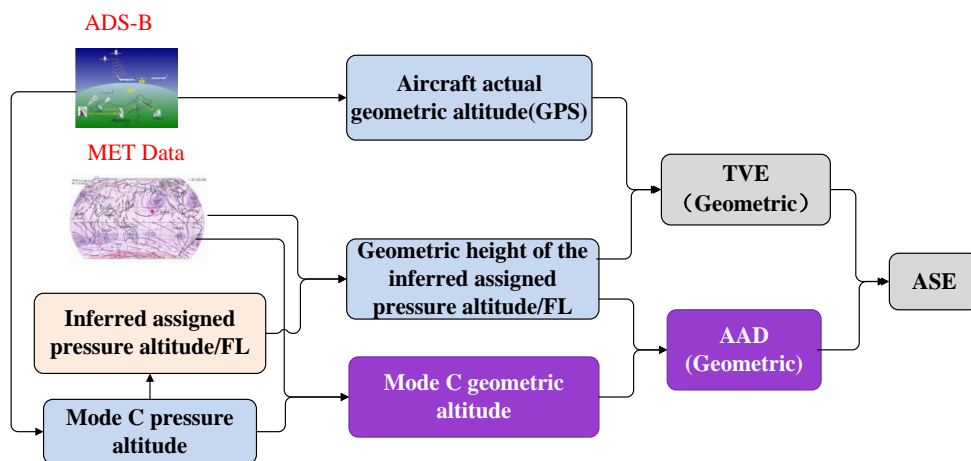 ADS-B
Aircraft actual
geometric altitude(GPS)
MET Data
TVE
（Geometric）
Geometric height of the
inferred assigned
pressure altitude/FL
ASE
Inferred assigned
pressure altitude/FL
AAD
(Geometric)
Mode C geometric
altitude
Mode C pressure
altitude